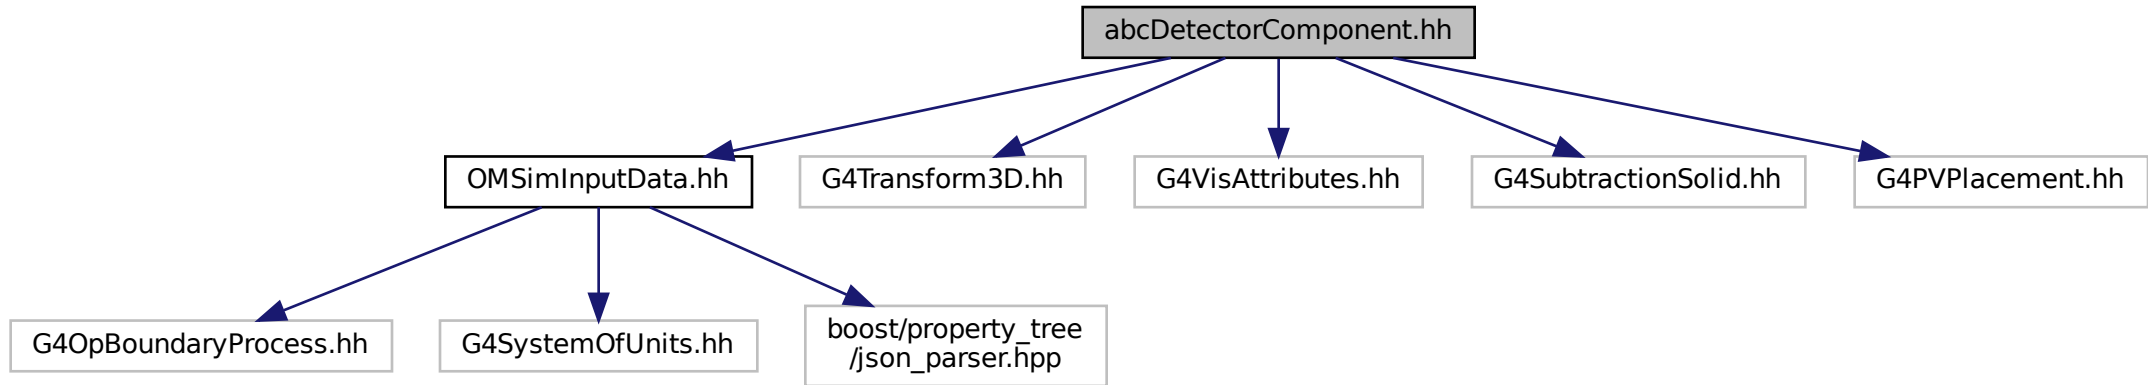 abcDetectorComponent.hh
OMSimInputData.hh
G4Transform3D.hh
G4VisAttributes.hh
G4SubtractionSolid.hh
G4PVPlacement.hh
G4OpBoundaryProcess.hh
G4SystemOfUnits.hh
boost/property_tree
/json_parser.hpp